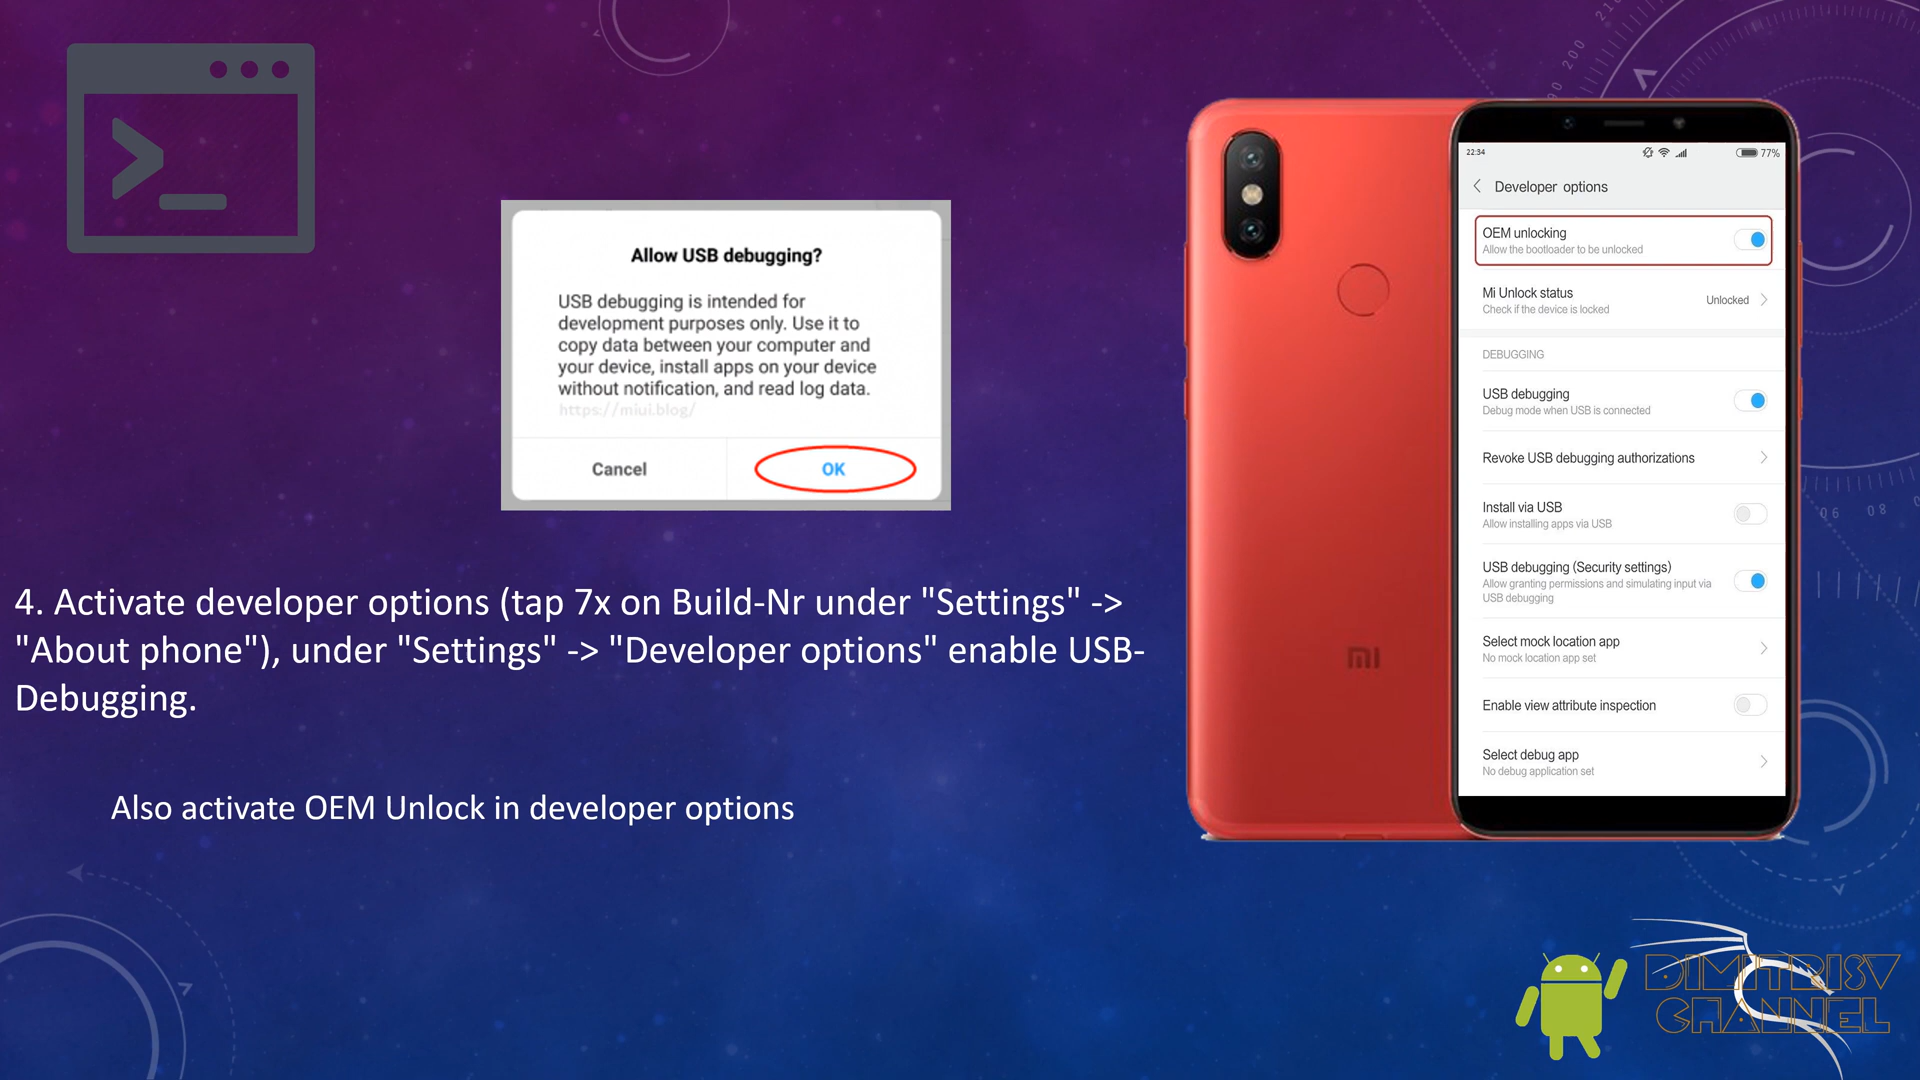 Allow USB debugging?
USB debugging is intended for
development purposes only. Use it to
copy data between your computer and
your device, install apps on your device
without notification, and read log data.
https://miui.blog/
Cancel
OK
4. Activate developer options (tap 7x on Build-Nr under "Settings" ->
"About phone"), under "Settings" -> "Developer options" enable USB-
Debugging.
Also activate OEM Unlock in developer options
22:34
77%
Developer options
OEM unlocking
Allow the bootloader to be unlocked
Mi Unlock status
Check if the device is locked
Unlocked
DEBUGGING
USB debugging
Debug mode when USB is connected
Revoke USB debugging authorizations
Install via USB
Allow installing apps via USB
USB debugging (Security settings)
Allow granting permissions and simulating input via
USB debugging
Select mock location app
No mock location app set
Enable view attribute inspection
Select debug app
No debug application set
mi
200
80
DIMITRISV
CHANNEL